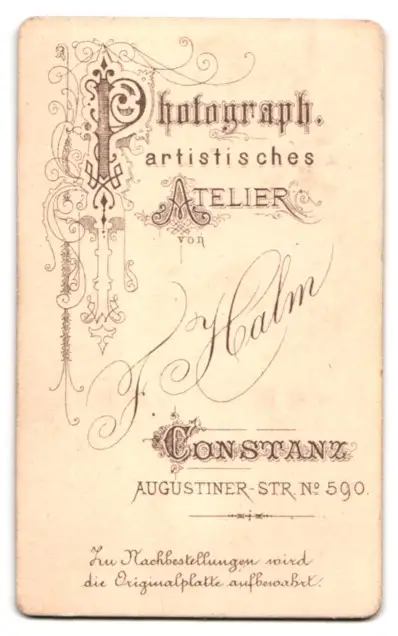 Photograph.
artistisches
ATELIER
von
F. Halm
CONSTANZ
AUGUSTINER-STR. No 590.
Zu Nachbestellungen wird
die Originalplatte aufbewahrt.